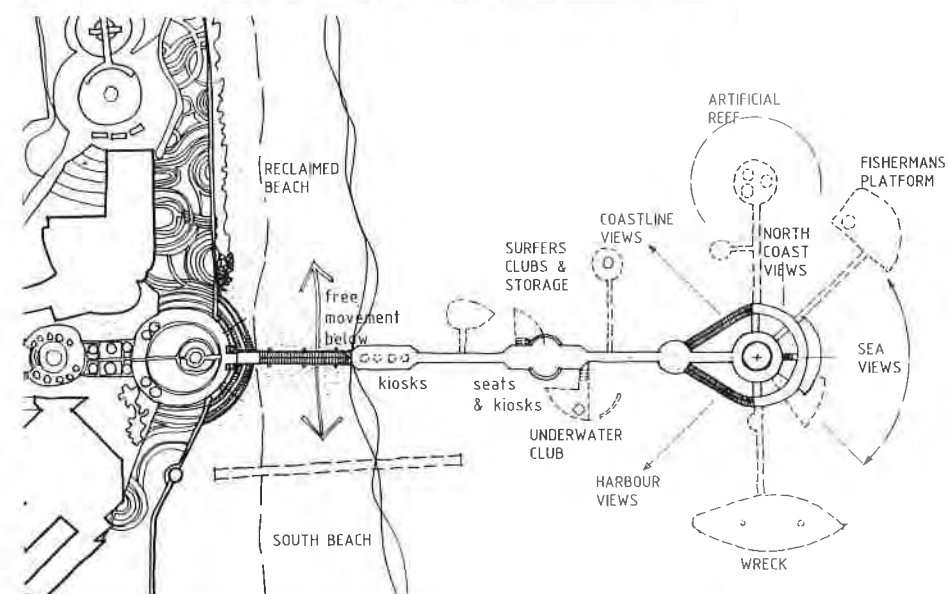 ARTIFICIAL
REEF
FISHERMANS
PLATFORM
RECLAIMED
BEACH
COASTLINE
VIEWS
NORTH
COAST
VIEWS
SURFERS
CLUBS &
STORAGE
free
movement
below
SEA
VIEWS
kiosks
seats
& kiosks
UNDERWATER
CLUB
HARBOUR
VIEWS
SOUTH BEACH
WRECK